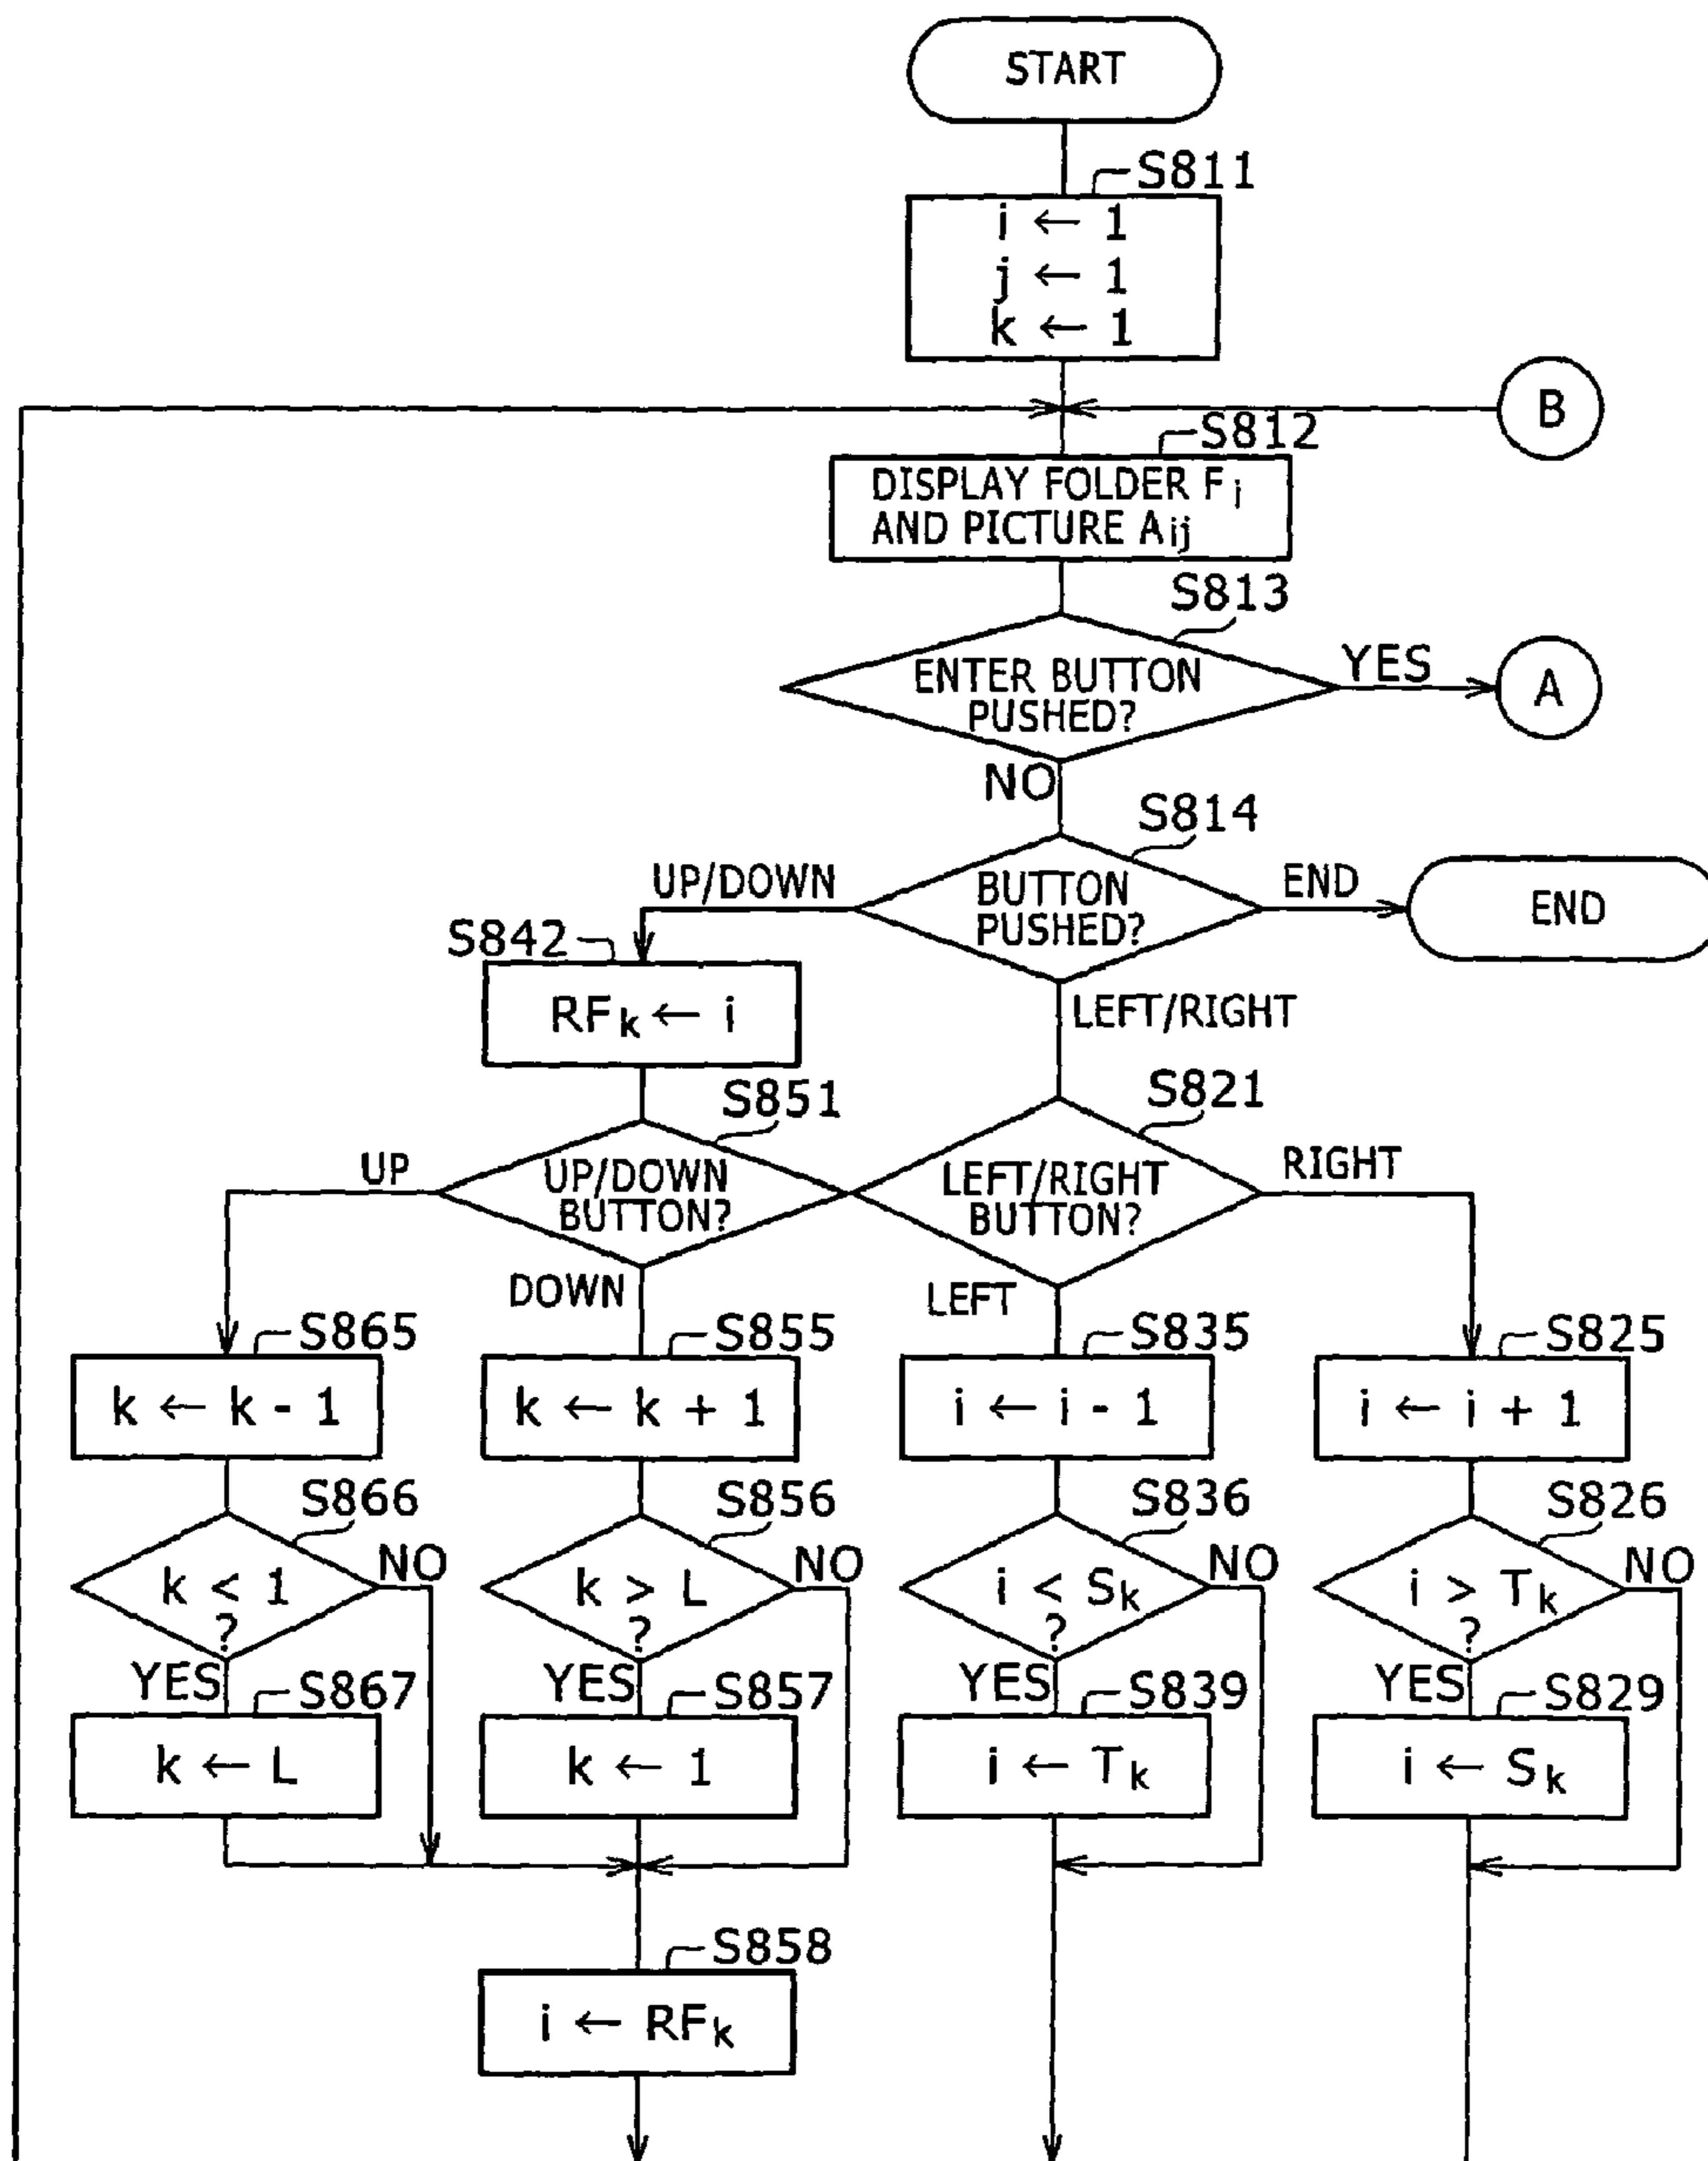 START
S811
i ← 1
j ← 1
k ← 1
B
S812
DISPLAY FOLDER Fi
AND PICTURE Aij
S813
ENTER BUTTON
PUSHED?
YES
A
NO
S814
UP/DOWN
BUTTON
PUSHED?
END
END
S842
RFk ← i
LEFT/RIGHT
S851
S821
UP
UP/DOWN
BUTTON?
LEFT/RIGHT
BUTTON?
RIGHT
DOWN
LEFT
S865
S855
S835
S825
k ← k - 1
k ← k + 1
i ← i - 1
i ← i + 1
S866
S856
S836
S826
k < 1
?
NO
k > L
?
NO
i < Sk
?
NO
i > Tk
?
NO
YES
S867
YES
S857
YES
S839
YES
S829
k ← L
k ← 1
i ← Tk
i ← Sk
S858
i ← RFk